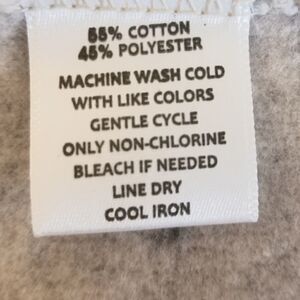 55% COTTON
45% POLYESTER
MACHINE WASH COLD
WITH LIKE COLORS
GENTLE CYCLE
ONLY NON-CHLORINE
BLEACH IF NEEDED
LINE DRY
COOL IRON